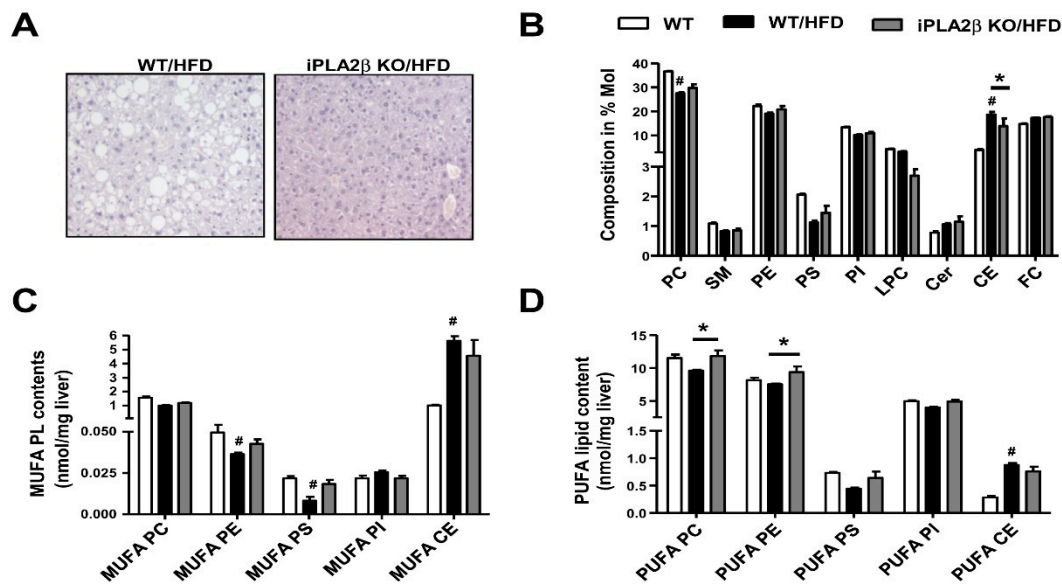 A
WT/HFD
iPLA2β KO/HFD
B
WT
WT/HFD
iPLA2β KO/HFD
Composition in % Mol
40
30
20
10
3
2
1
0
#
#
*
PC
SM
PE
PS
PI
LPC
Cer
CE
FC
C
MUFA PL contents
(nmol/mg liver)
6
5
4
3
2
1
0.050
0.025
0.000
#
#
#
MUFA PC
MUFA PE
MUFA PS
MUFA PI
MUFA CE
D
PUFA lipid content
(nmol/mg liver)
15
10
5
1.0
0.5
0.0
*
*
#
PUFA PC
PUFA PE
PUFA PS
PUFA PI
PUFA CE